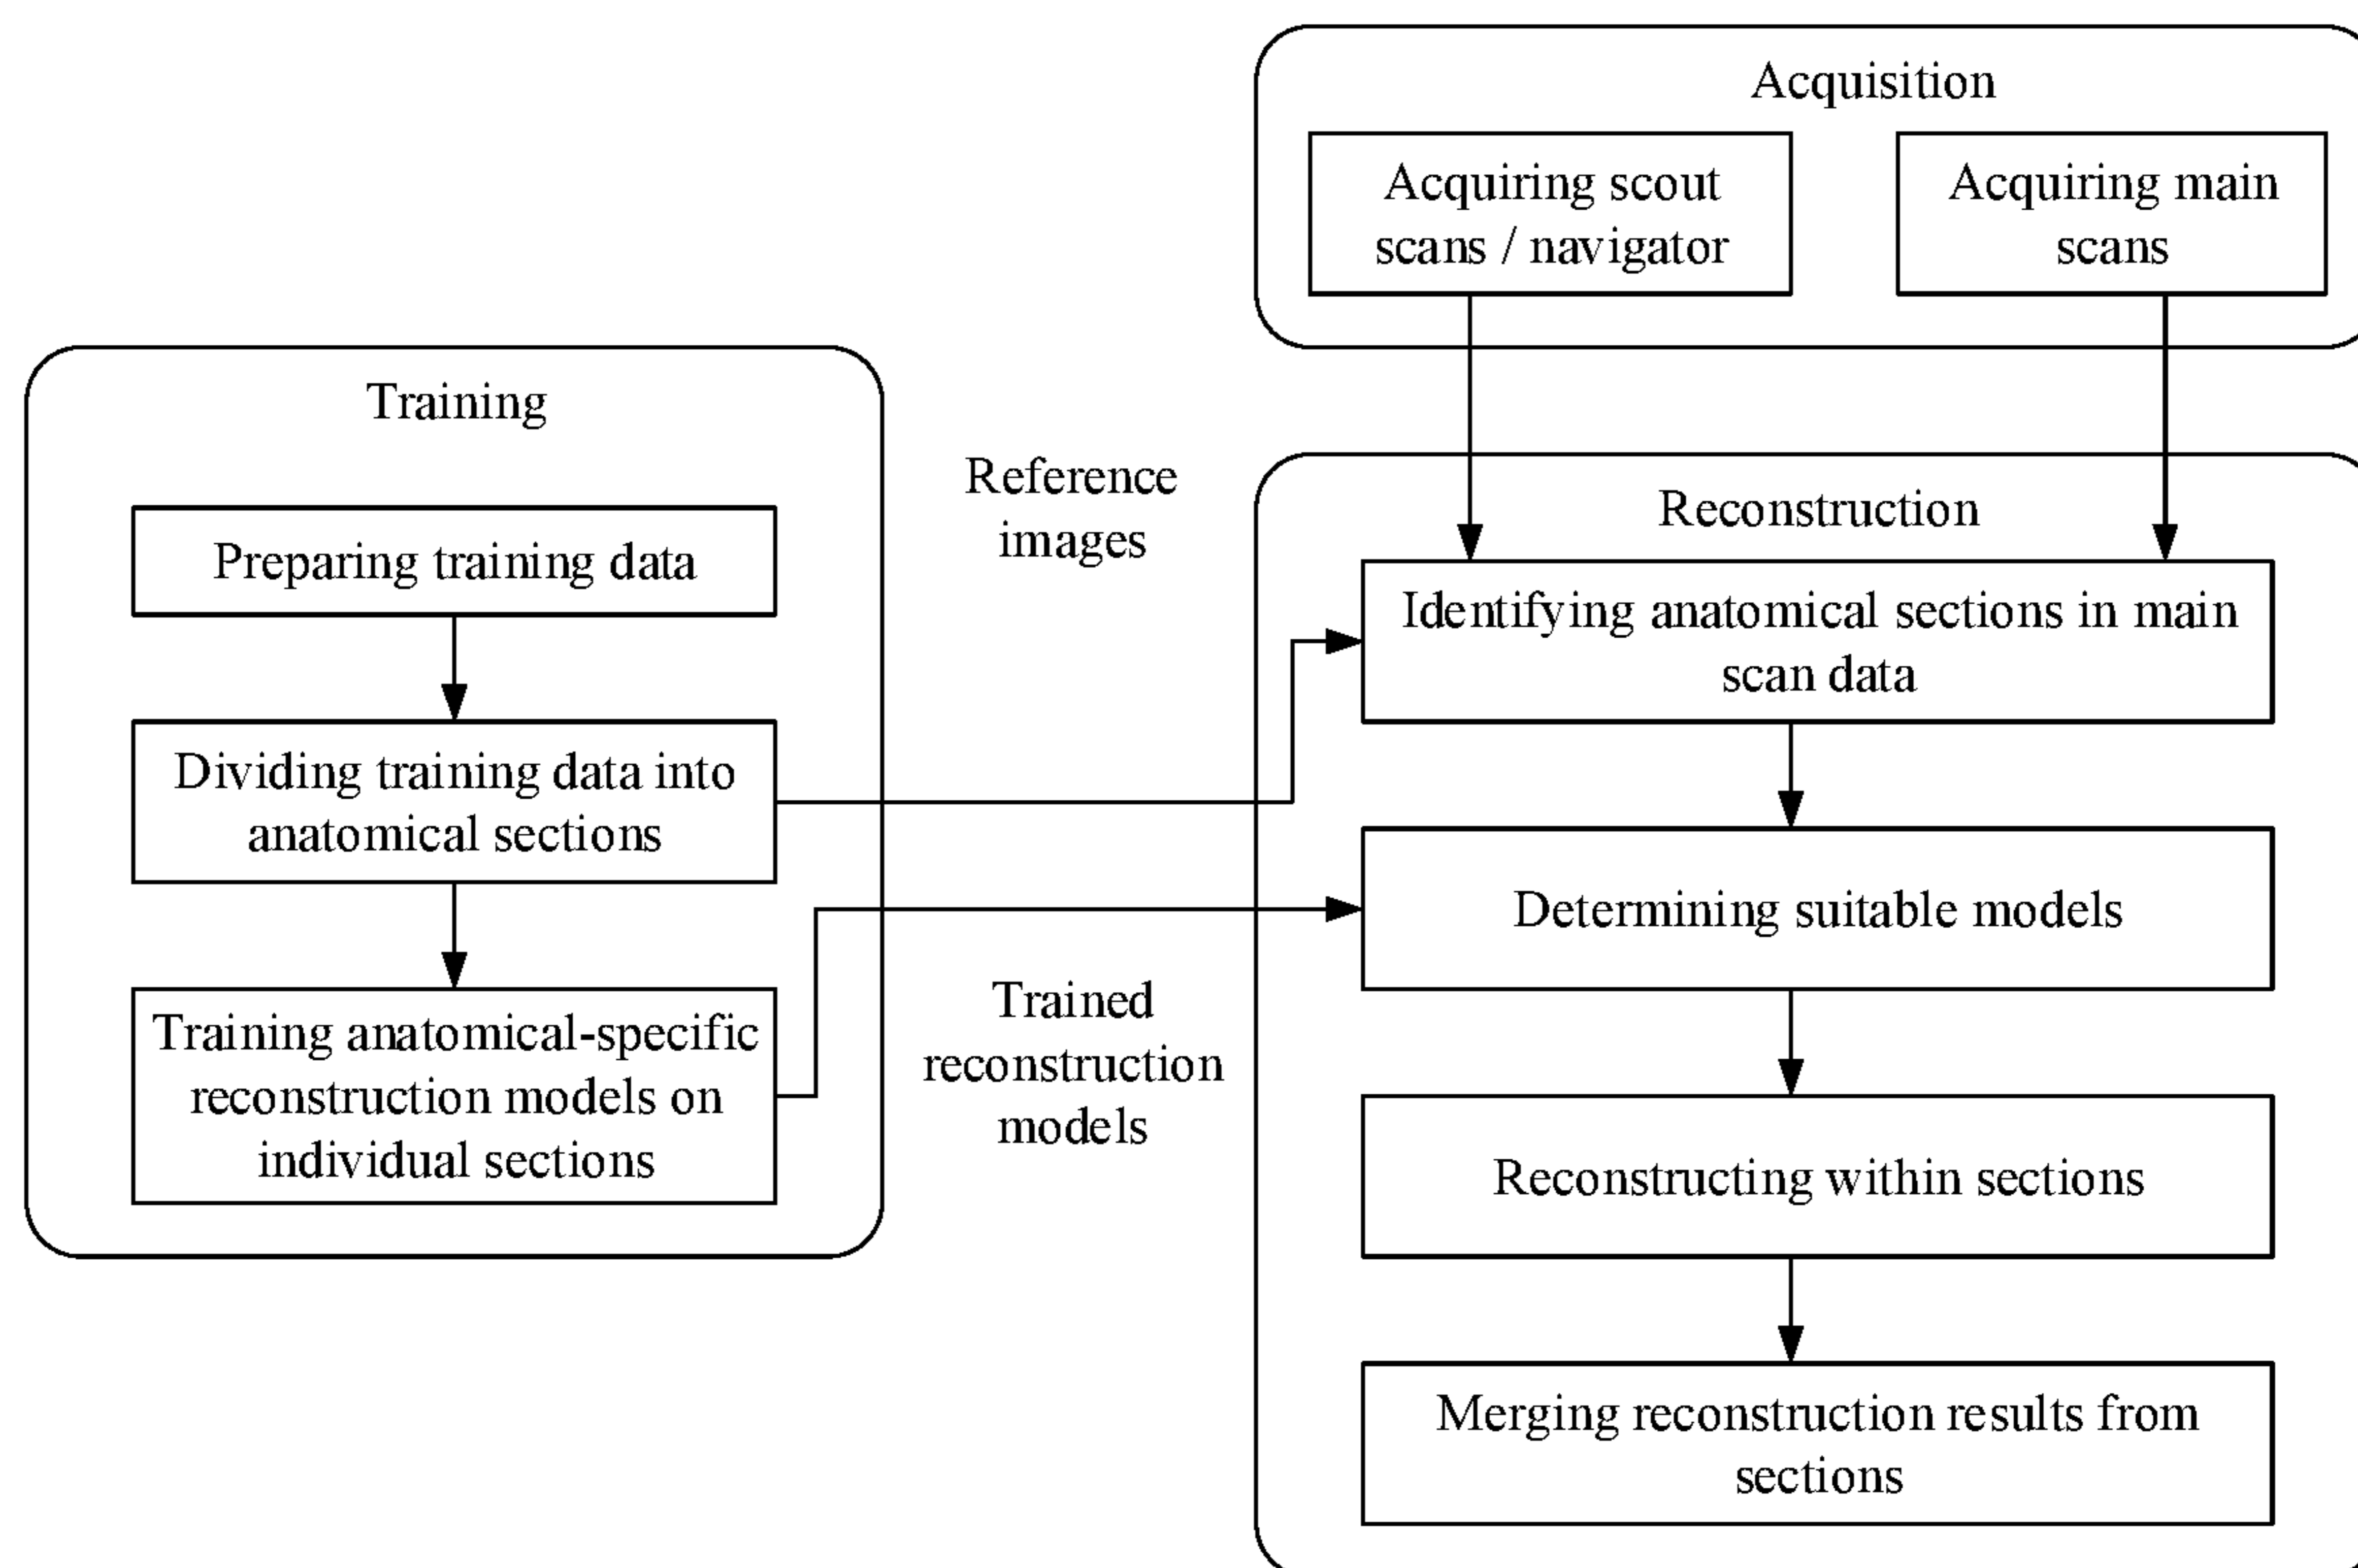 Acquisition
Acquiring scout
scans / navigator
Acquiring main
scans
Training
Preparing training data
Dividing training data into
anatomical sections
Training anatomical-specific
reconstruction models on
individual sections
Reference
images
Trained
reconstruction
models
Reconstruction
Identifying anatomical sections in main
scan data
Determining suitable models
Reconstructing within sections
Merging reconstruction results from
sections